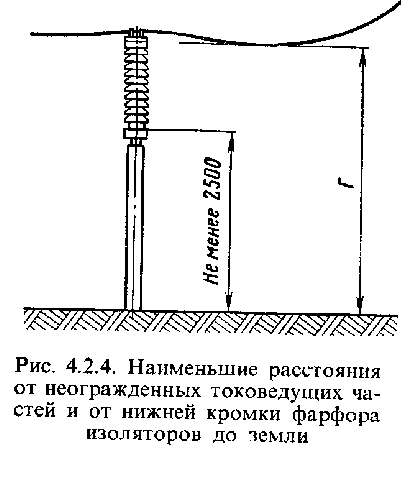 Не менее 2500
Г
Рис. 4.2.4. Наименьшие расстояния
от неогражденных токоведущих ча-
стей и от нижней кромки фарфора
изоляторов до земли